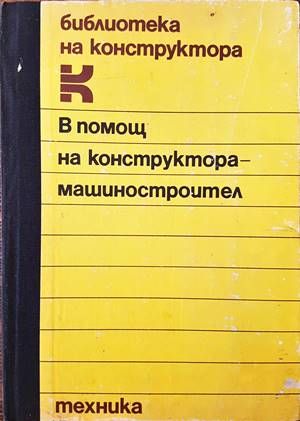 библиотека
на конструктора
В помощ
на конструктора–
машиностроител
техника